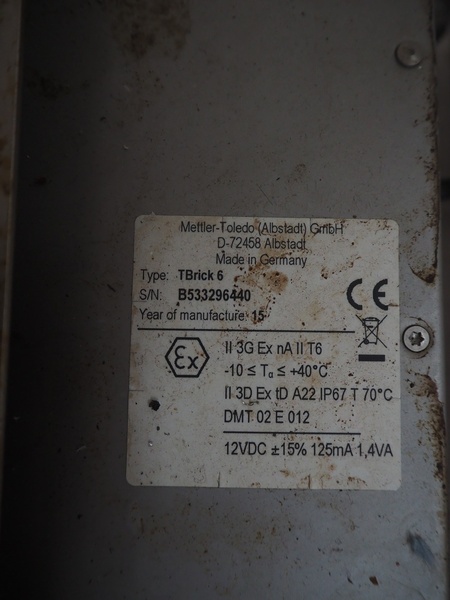 Mettler-Toledo (Albstadt) GmbH
D-72458 Albstadt
Made in Germany
Type: TBrick 6
S/N: B533296440
Year of manufacture: 15
CE
Ex
II 3G Ex nA II T6
-10 ≤ Ta ≤ +40°C
II 3D Ex tD A22 IP67 T 70°C
DMT 02 E 012
12VDC ±15% 125mA 1,4VA